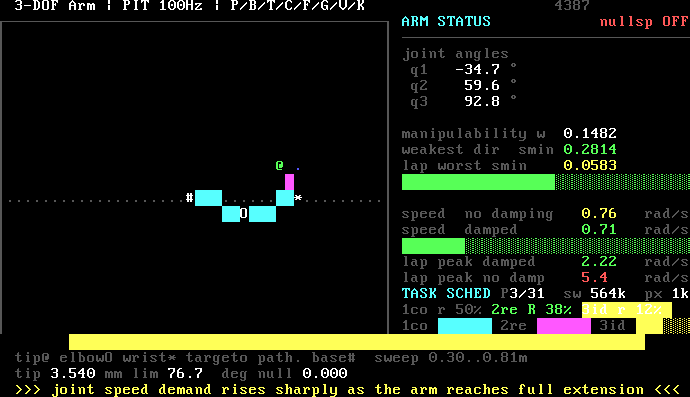 3-DOF Arm | PIT 100Hz | P/B/T/C/F/G/V/K 4387
ARM STATUS nullsp OFF
joint angles
q1 -34.7 °
q2 59.6 °
q3 92.8 °
manipulability w 0.1482
weakest dir smin 0.2814
lap worst smin 0.0583
@
#
*
O
speed no damping 0.76 rad/s
speed damped 0.71 rad/s
lap peak damped 2.22 rad/s
lap peak no damp 5.4 rad/s
TASK SCHED P3/31 sw 564k px 1k
1co r 50% 2re R 38% 3id r 12%
1co 2re 3id
tip@ elbowO wrist* targeto path. base# sweep 0.30..0.81m
tip 3.540 mm lim 76.7 deg null 0.000
>>> joint speed demand rises sharply as the arm reaches full extension <<<